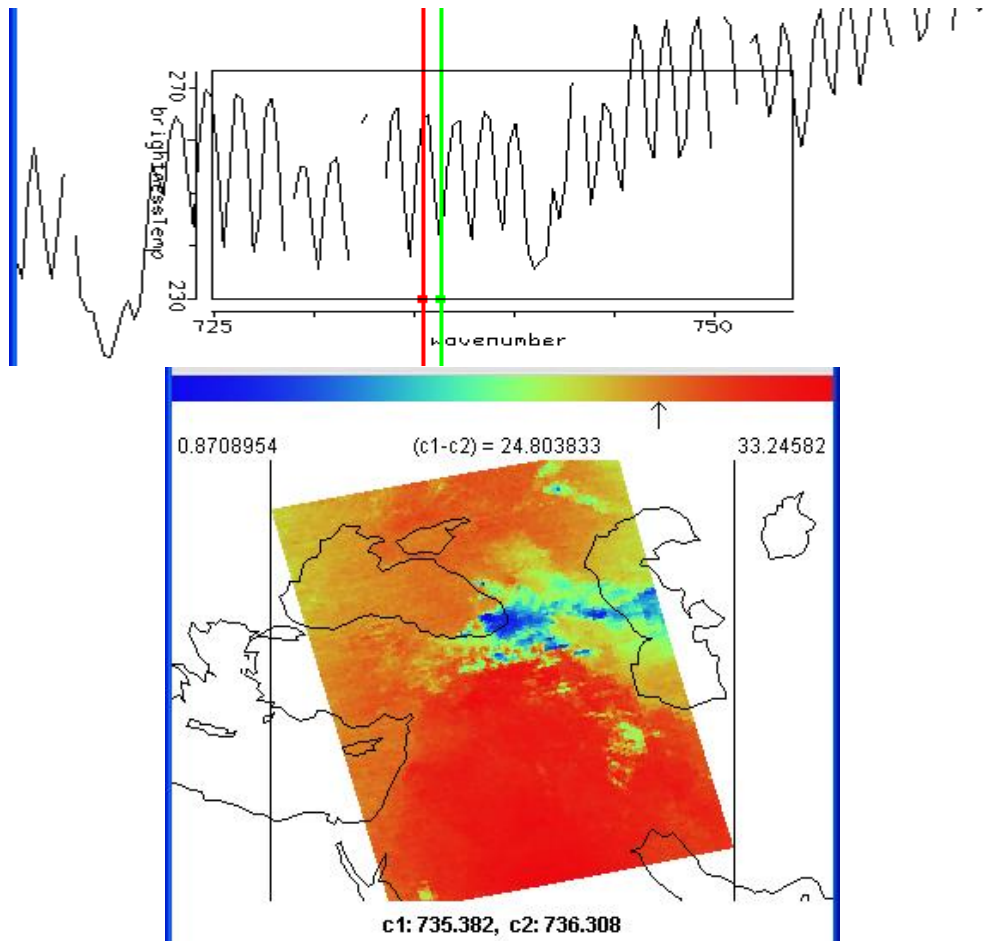 270
brightnessTemp
230
725
750
wavenumber
0.8708954
(c1-c2) = 24.803833
33.24582
c1: 735.382, c2: 736.308